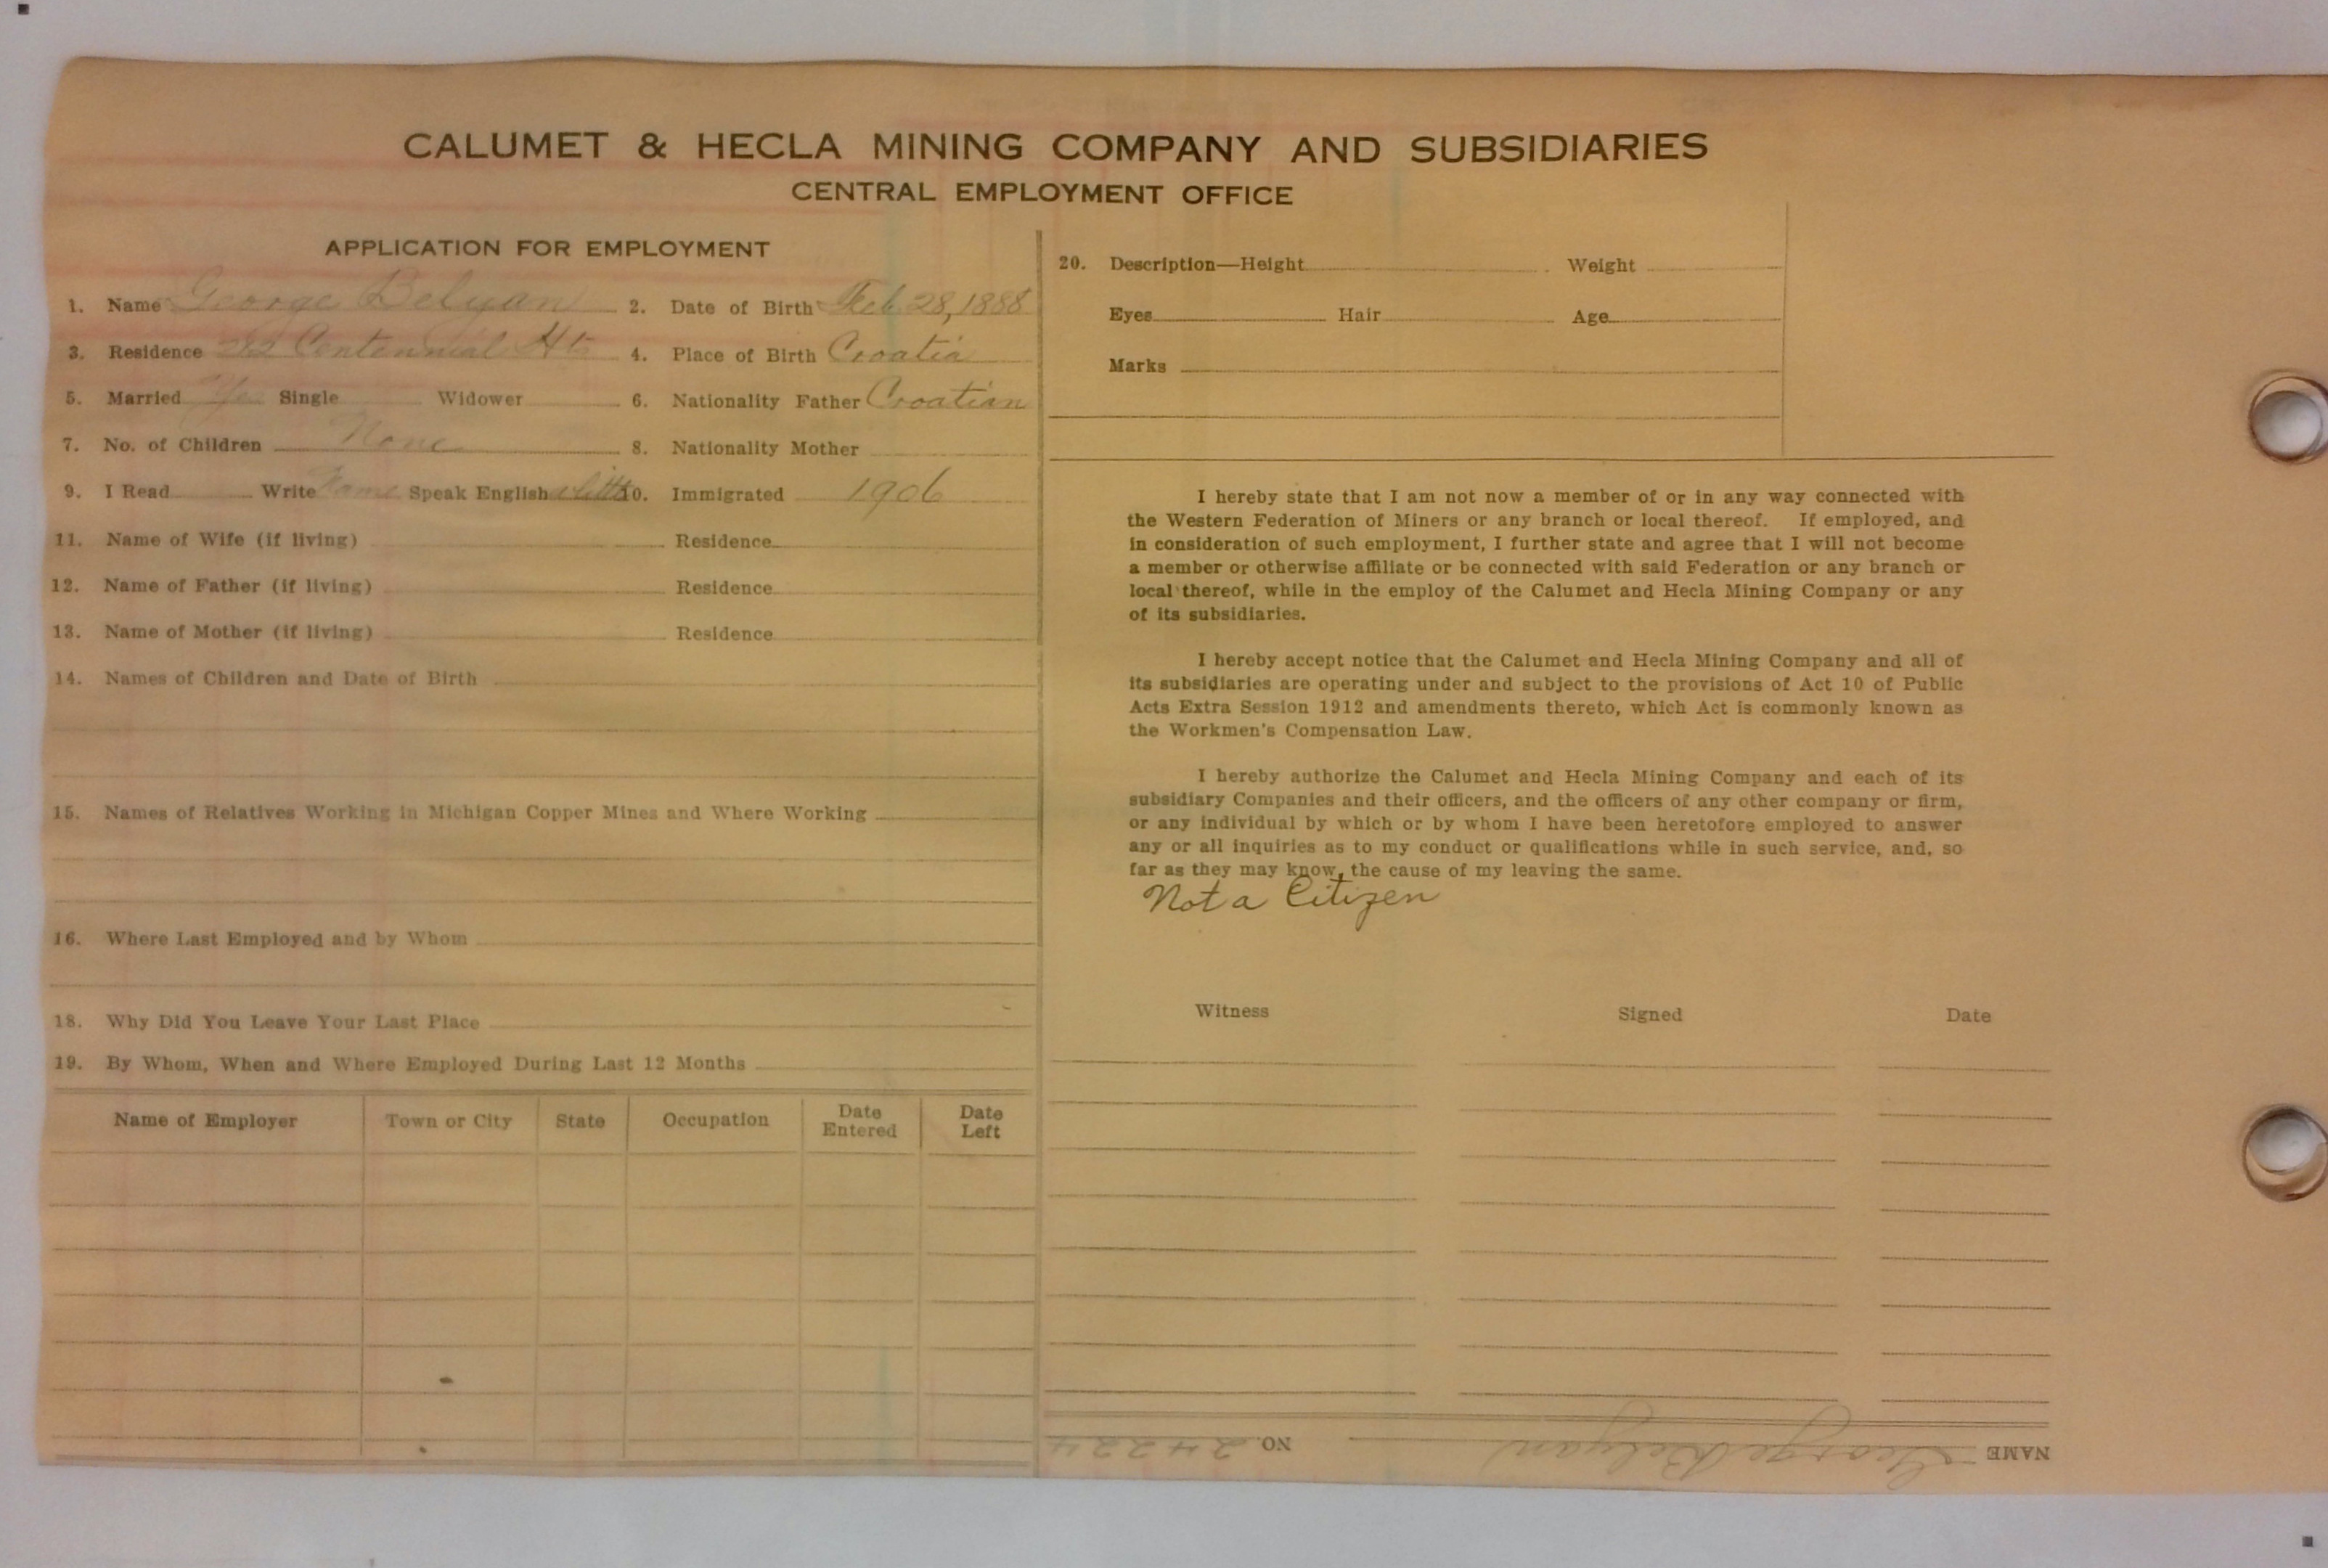 CALUMET & HECLA MINING COMPANY AND SUBSIDIARIES
CENTRAL EMPLOYMENT OFFICE
APPLICATION FOR EMPLOYMENT
1. Name George Belyan 2. Date of Birth Feb. 28, 1888
3. Residence Centennial Hts 4. Place of Birth Croatia
5. Married Yes Single Widower 6. Nationality Father Croatian
7. No. of Children None 8. Nationality Mother
9. I Read Write Name Speak English little 10. Immigrated 1906
11. Name of Wife (if living) Residence
12. Name of Father (if living) Residence
13. Name of Mother (if living) Residence
14. Names of Children and Date of Birth
15. Names of Relatives Working in Michigan Copper Mines and Where Working
16. Where Last Employed and by Whom
18. Why Did You Leave Your Last Place
19. By Whom, When and Where Employed During Last 12 Months
Name of Employer Town or City State Occupation Date Entered Date Left
20. Description—Height Weight
Eyes Hair Age
Marks
I hereby state that I am not now a member of or in any way connected with
the Western Federation of Miners or any branch or local thereof. If employed, and
in consideration of such employment, I further state and agree that I will not become
a member or otherwise affiliate or be connected with said Federation or any branch or
local thereof, while in the employ of the Calumet and Hecla Mining Company or any
of its subsidiaries.
I hereby accept notice that the Calumet and Hecla Mining Company and all of
its subsidiaries are operating under and subject to the provisions of Act 10 of Public
Acts Extra Session 1912 and amendments thereto, which Act is commonly known as
the Workmen's Compensation Law.
I hereby authorize the Calumet and Hecla Mining Company and each of its
subsidiary Companies and their officers, and the officers of any other company or firm,
or any individual by which or by whom I have been heretofore employed to answer
any or all inquiries as to my conduct or qualifications while in such service, and, so
far as they may know, the cause of my leaving the same.
Not a Citizen
Witness Signed Date
NAME George Belyan NO. 24224